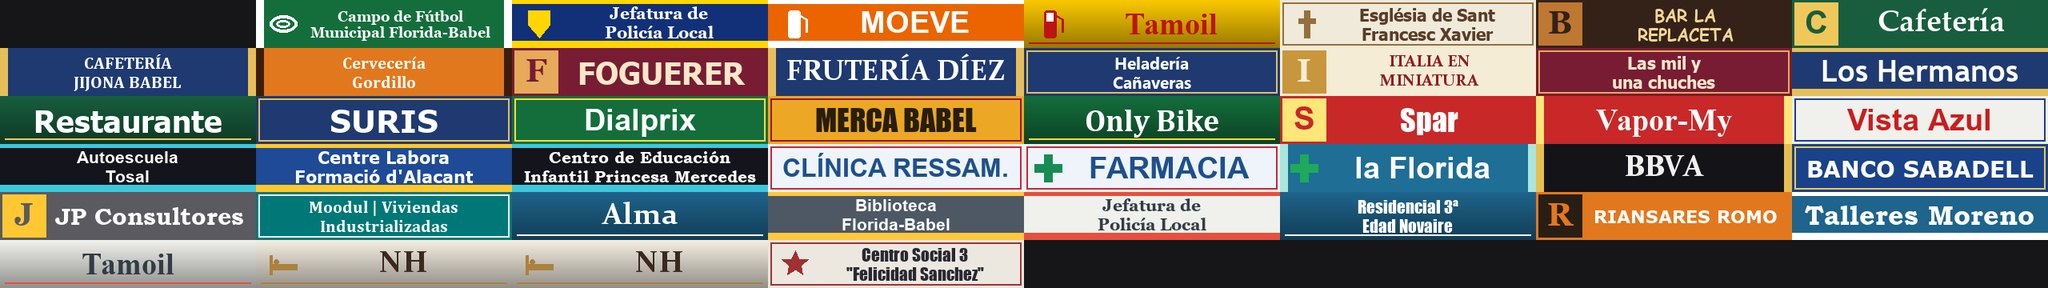 Campo de Fútbol
Municipal Florida-Babel
Jefatura de
Policía Local
MOEVE
Tamoil
Església de Sant
Francesc Xavier
B
BAR LA
REPLACETA
C
Cafetería
CAFETERÍA
JIJONA BABEL
Cervecería
Gordillo
F
FOGUERER
FRUTERÍA DÍEZ
Heladería
Cañaveras
I
ITALIA EN
MINIATURA
Las mil y
una chuches
Los Hermanos
Restaurante
SURIS
Dialprix
MERCA BABEL
Only Bike
S
Spar
Vapor-My
Vista Azul
Autoescuela
Tosal
Centre Labora
Formació d'Alacant
Centro de Educación
Infantil Princesa Mercedes
CLÍNICA RESSAM.
FARMACIA
la Florida
BBVA
BANCO SABADELL
J
JP Consultores
Moodul | Viviendas
Industrializadas
Alma
Biblioteca
Florida-Babel
Jefatura de
Policía Local
Residencial 3ª
Edad Novaire
R
RIANSARES ROMO
Talleres Moreno
Tamoil
NH
NH
Centro Social 3
"Felicidad Sanchez"